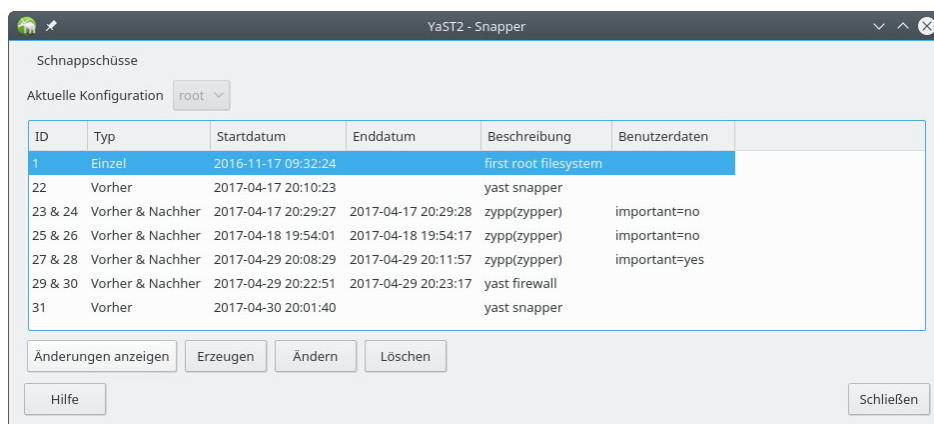 YaST2 - Snapper
Schnappschüsse
Aktuelle Konfiguration root
ID Typ Startdatum Enddatum Beschreibung Benutzerdaten
1 Einzel 2016-11-17 09:32:24 first root filesystem
22 Vorher 2017-04-17 20:10:23 yast snapper
23 & 24 Vorher & Nachher 2017-04-17 20:29:27 2017-04-17 20:29:28 zypp(zypper) important=no
25 & 26 Vorher & Nachher 2017-04-18 19:54:01 2017-04-18 19:54:17 zypp(zypper) important=no
27 & 28 Vorher & Nachher 2017-04-29 20:08:29 2017-04-29 20:11:57 zypp(zypper) important=yes
29 & 30 Vorher & Nachher 2017-04-29 20:22:51 2017-04-29 20:23:17 yast firewall
31 Vorher 2017-04-30 20:01:40 yast snapper
Änderungen anzeigen Erzeugen Ändern Löschen
Hilfe Schließen